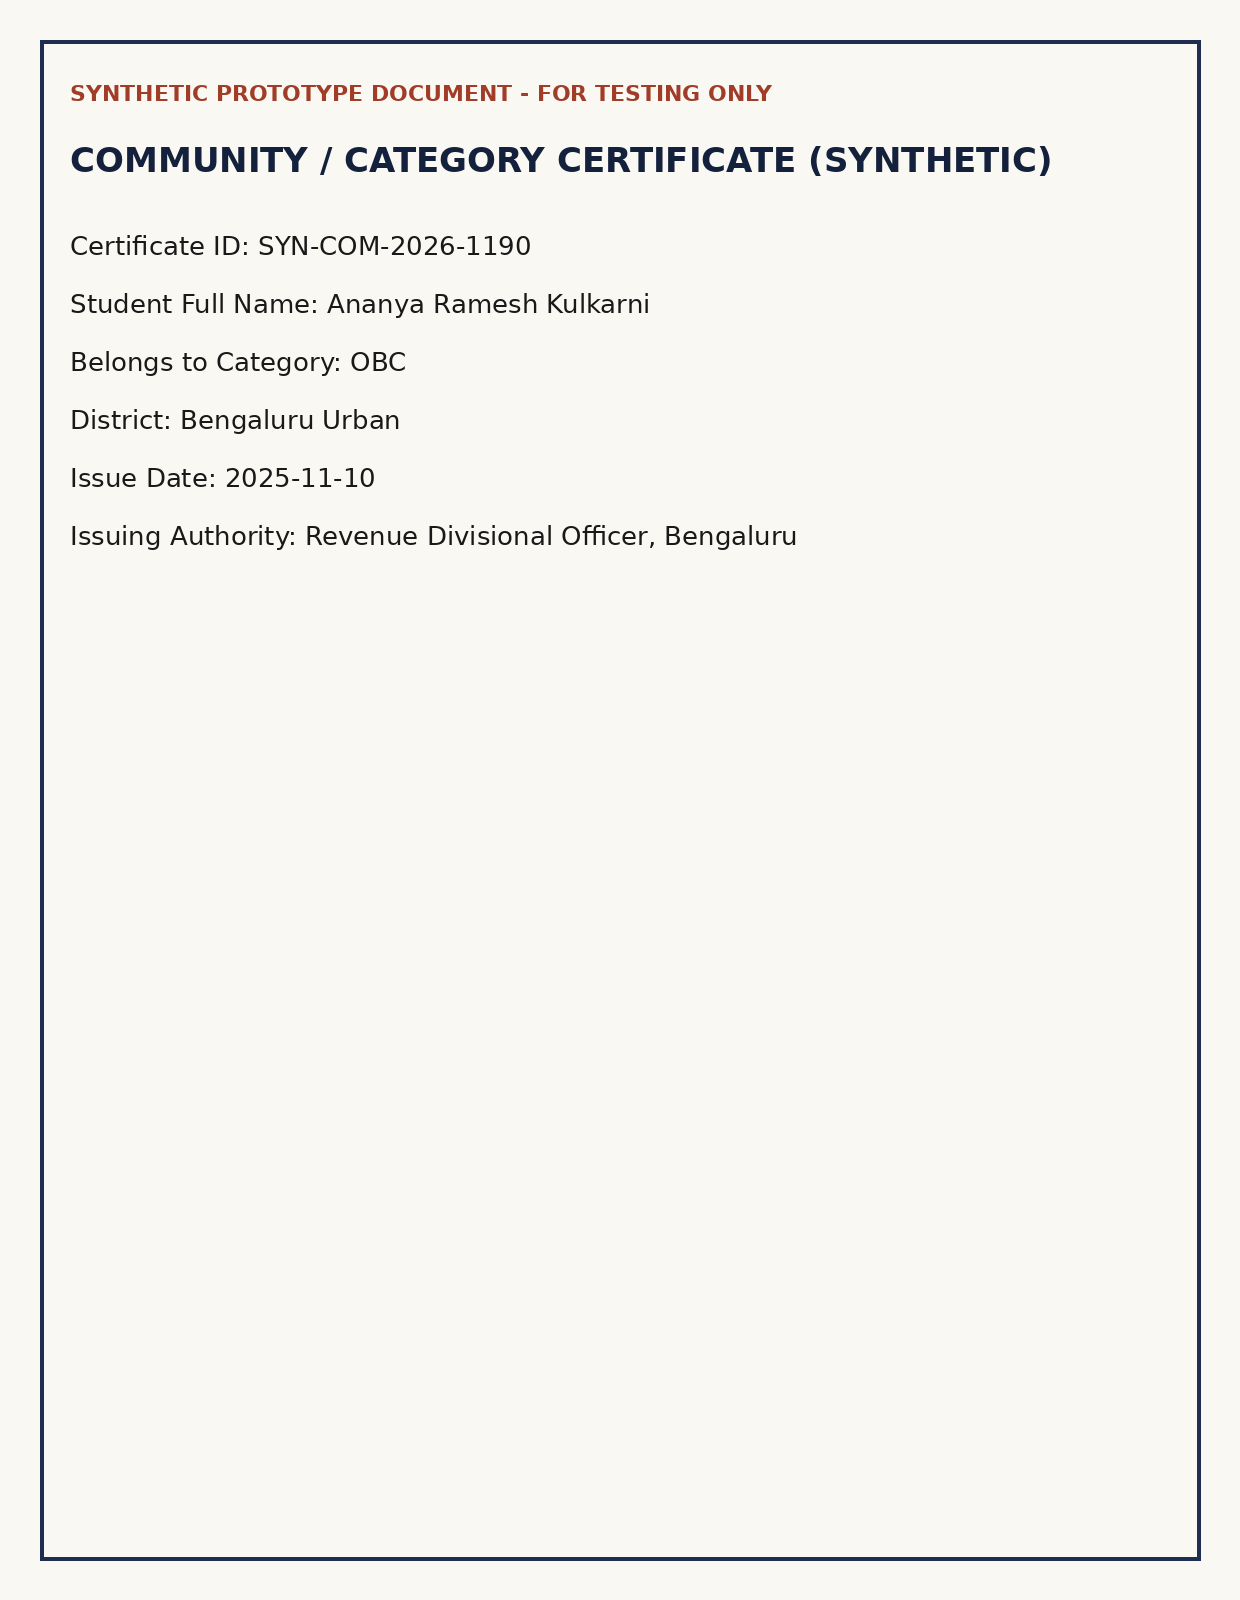 SYNTHETIC PROTOTYPE DOCUMENT - FOR TESTING ONLY
COMMUNITY / CATEGORY CERTIFICATE (SYNTHETIC)
Certificate ID: SYN-COM-2026-1190
Student Full Name: Ananya Ramesh Kulkarni
Belongs to Category: OBC
District: Bengaluru Urban
Issue Date: 2025-11-10
Issuing Authority: Revenue Divisional Officer, Bengaluru